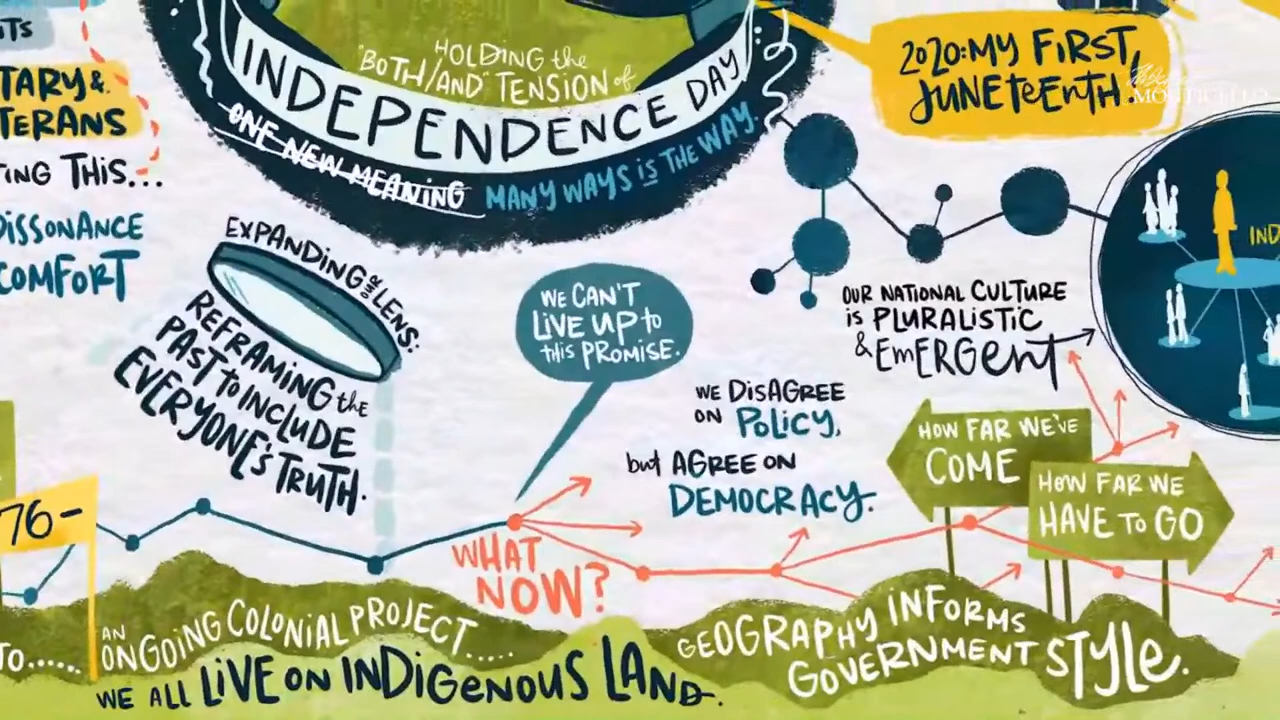 ITS
TARY &
TERANS
TING THIS...
DISSONANCE
COMFORT
HOLDING the
"BOTH/AND" TENSION of
INDEPENDENCE DAY
ONE NEW MEANING MANY WAYS IS THE WAY.
2020: MY FIRST,
JUNETEENTH.
MONTICELLO
EXPANDING OUR LENS:
REFRAMING the
PAST to INCLUDE
EVERYONE'S TRUTH.
WE CAN'T
LIVE UP to
this PROMISE.
WE DISAGREE
ON POLICY,
but AGREE ON
DEMOCRACY.
OUR NATIONAL CULTURE
is PLURALISTIC
& EMERGENT
IND
HOW FAR WE'VE
COME
HOW FAR WE
HAVE to GO
76-
WHAT
NOW?
TO......
AN
ONGOING COLONIAL PROJECT.....
WE ALL LIVE ON INDIGENOUS LAND.
GEOGRAPHY INFORMS
GOVERNMENT STYLE.